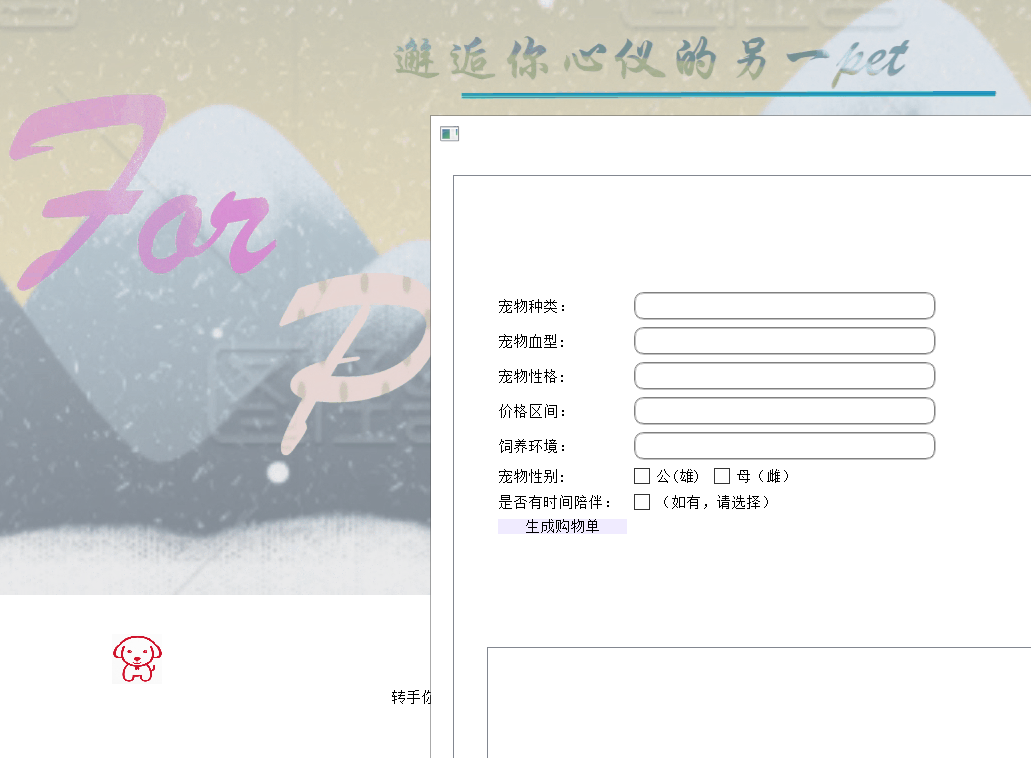 邂逅你心仪的另一pet
For
P
宠物种类：
宠物血型：
宠物性格：
价格区间：
饲养环境：
宠物性别： 公(雄) 母（雌）
是否有时间陪伴： （如有，请选择）
生成购物单
转手你